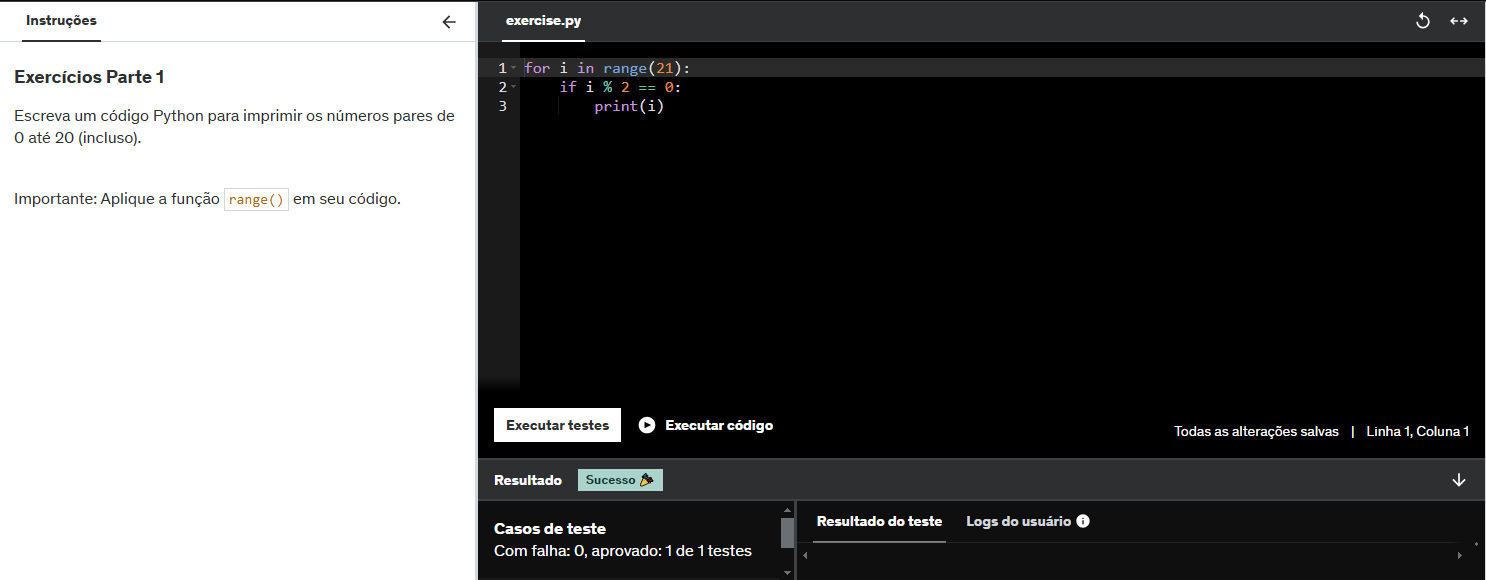 Instruções
Exercícios Parte 1
Escreva um código Python para imprimir os números pares de
0 até 20 (incluso).
Importante: Aplique a função range() em seu código.
exercise.py
1 for i in range(21):
2     if i % 2 == 0:
3         print(i)
Executar testes
Executar código
Todas as alterações salvas | Linha 1, Coluna 1
Resultado Sucesso
Casos de teste
Com falha: 0, aprovado: 1 de 1 testes
Resultado do teste Logs do usuário